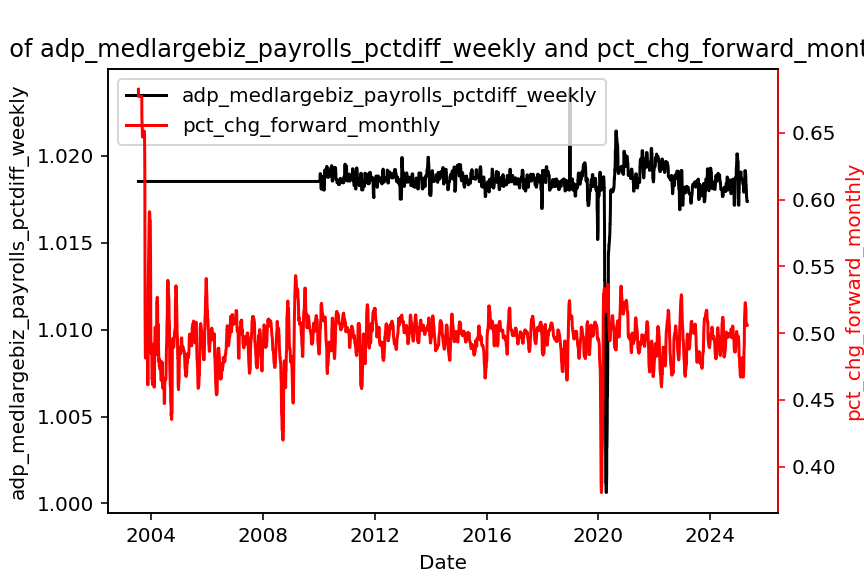 of adp_medlargebiz_payrolls_pctdiff_weekly and pct_chg_forward_mont
adp_medlargebiz_payrolls_pctdiff_weekly
pct_chg_forward_monthly
adp_medlargebiz_payrolls_pctdiff_weekly
1.020
1.015
1.010
1.005
1.000
0.65
0.60
0.55
0.50
0.45
0.40
pct_chg_forward_monthly
2004 2008 2012 2016 2020 2024
Date